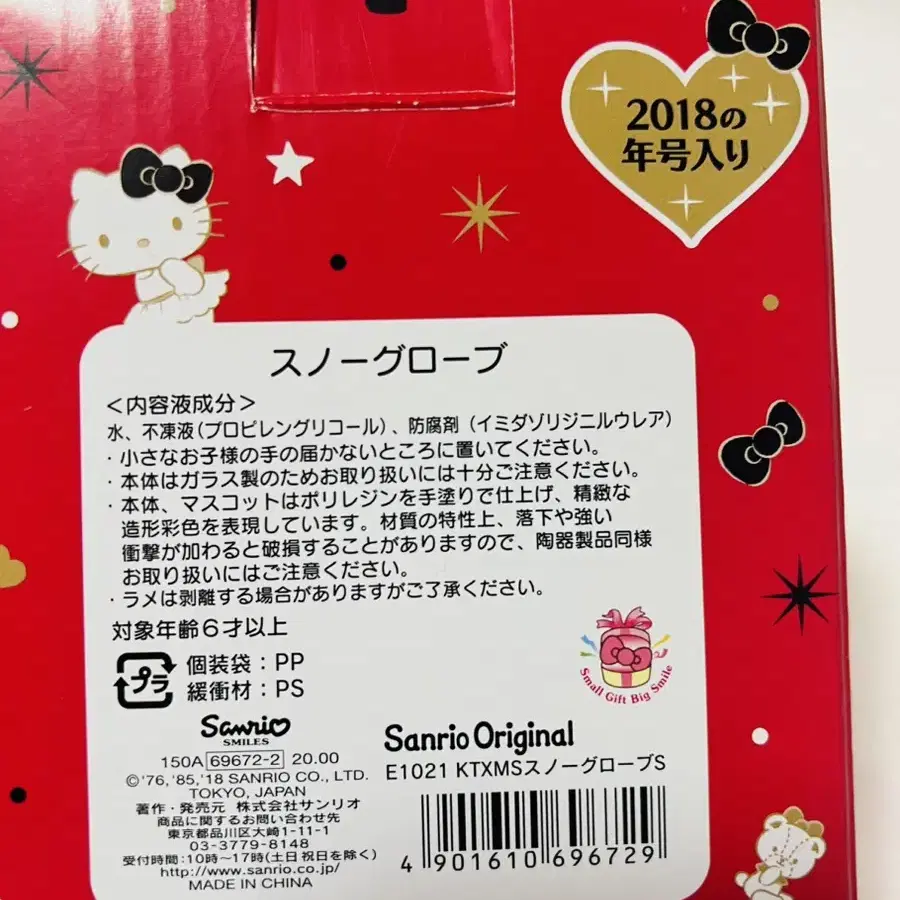 2018の
年号入り
スノーグローブ
＜内容液成分＞
水、不凍液（プロピレングリコール）、防腐剤（イミダゾリジニルウレア）
・小さなお子様の手の届かないところに置いてください。
・本体はガラス製のためお取り扱いには十分ご注意ください。
・本体、マスコットはポリレジンを手塗りで仕上げ、精緻な
造形彩色を表現しています。材質の特性上、落下や強い
衝撃が加わると破損することがありますので、陶器製品同様
お取り扱いにはご注意ください。
・ラメは剥離する場合がありますがご了承ください。
対象年齢6才以上
プラ
個装袋：PP
緩衝材：PS
Small Gift Big Smile
Sanrio
SMILES
150A 69672-2 20.00
©'76,'85,'18 SANRIO CO., LTD.
TOKYO, JAPAN
著作・発売元 株式会社サンリオ
商品に関するお問い合わせ先
東京都品川区大崎1-11-1
03-3779-8148
受付時間：10時〜17時（土日祝日を除く）
http://www.sanrio.co.jp/
MADE IN CHINA
Sanrio Original
E1021 KTXMSスノーグローブS
4 901610 696729